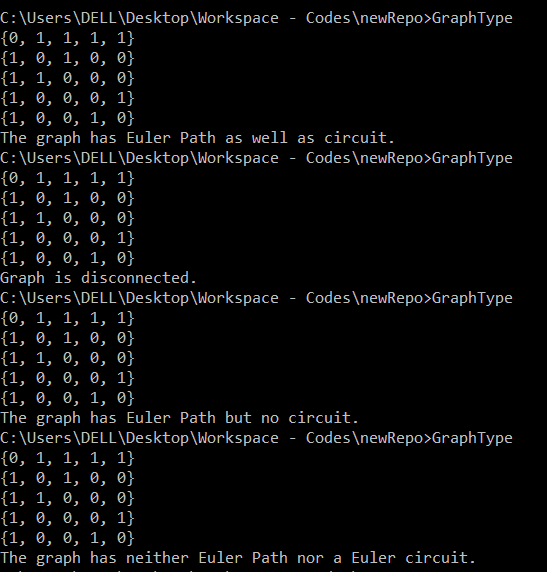 C:\Users\DELL\Desktop\Workspace - Codes\newRepo>GraphType
{0, 1, 1, 1, 1}
{1, 0, 1, 0, 0}
{1, 1, 0, 0, 0}
{1, 0, 0, 0, 1}
{1, 0, 0, 1, 0}
The graph has Euler Path as well as circuit.
C:\Users\DELL\Desktop\Workspace - Codes\newRepo>GraphType
{0, 1, 1, 1, 1}
{1, 0, 1, 0, 0}
{1, 1, 0, 0, 0}
{1, 0, 0, 0, 1}
{1, 0, 0, 1, 0}
Graph is disconnected.
C:\Users\DELL\Desktop\Workspace - Codes\newRepo>GraphType
{0, 1, 1, 1, 1}
{1, 0, 1, 0, 0}
{1, 1, 0, 0, 0}
{1, 0, 0, 0, 1}
{1, 0, 0, 1, 0}
The graph has Euler Path but no circuit.
C:\Users\DELL\Desktop\Workspace - Codes\newRepo>GraphType
{0, 1, 1, 1, 1}
{1, 0, 1, 0, 0}
{1, 1, 0, 0, 0}
{1, 0, 0, 0, 1}
{1, 0, 0, 1, 0}
The graph has neither Euler Path nor a Euler circuit.